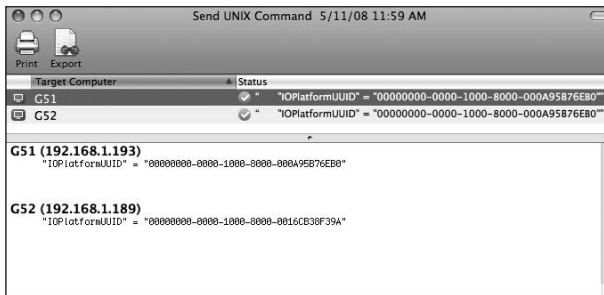 Send UNIX Command 5/11/08 11:59 AM
Print Export
Target Computer Status
G51 " "IOPlatformUUID" = "00000000-0000-1000-8000-000A95B76EB0""
G52 " "IOPlatformUUID" = "00000000-0000-1000-8000-000A95B76EB0""
G51 (192.168.1.193)
"IOPlatformUUID" = "00000000-0000-1000-8000-000A95B76EB0"
G52 (192.168.1.189)
"IOPlatformUUID" = "00000000-0000-1000-8000-0016CB38F39A"